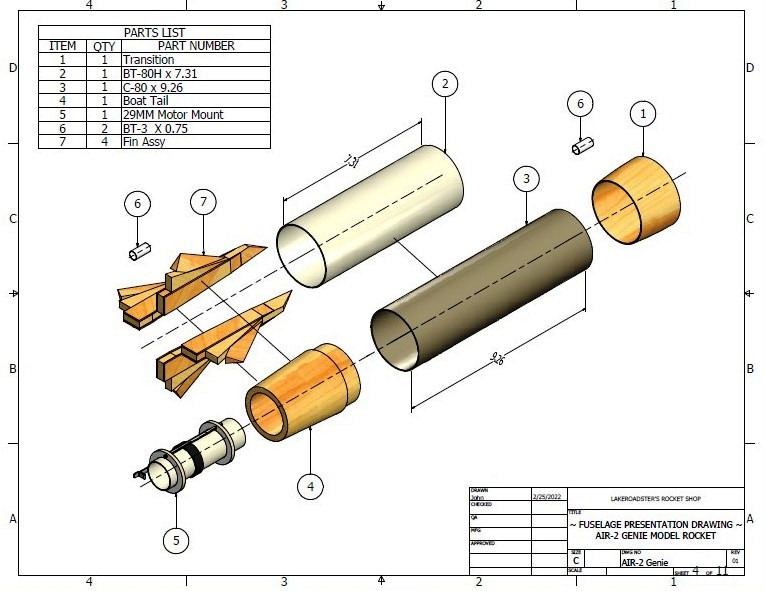 4 3 2 1
PARTS LIST
ITEM QTY PART NUMBER
1 1 Transition
2 1 BT-80H x 7.31
3 1 C-80 x 9.26
4 1 Boat Tail
5 1 29MM Motor Mount
6 2 BT-3 X 0.75
7 4 Fin Assy
D D
2
6
1
7.31
3
C C
6
7
B B
9.26
4
5
A A
DRAWN
John 2/25/2022
CHECKED
QA
MFG
APPROVED
LAKEROADSTER'S ROCKET SHOP
TITLE
~ FUSELAGE PRESENTATION DRAWING ~
AIR-2 GENIE MODEL ROCKET
SIZE
C
DWG NO
AIR-2 Genie
REV
01
SCALE
SHEET 4 OF 11
4 3 2 1